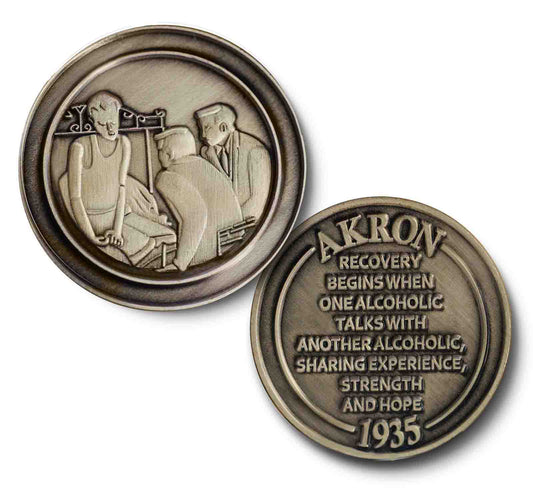 AKRON
RECOVERY
BEGINS WHEN
ONE ALCOHOLIC
TALKS WITH
ANOTHER ALCOHOLIC,
SHARING EXPERIENCE,
STRENGTH
AND HOPE
1935